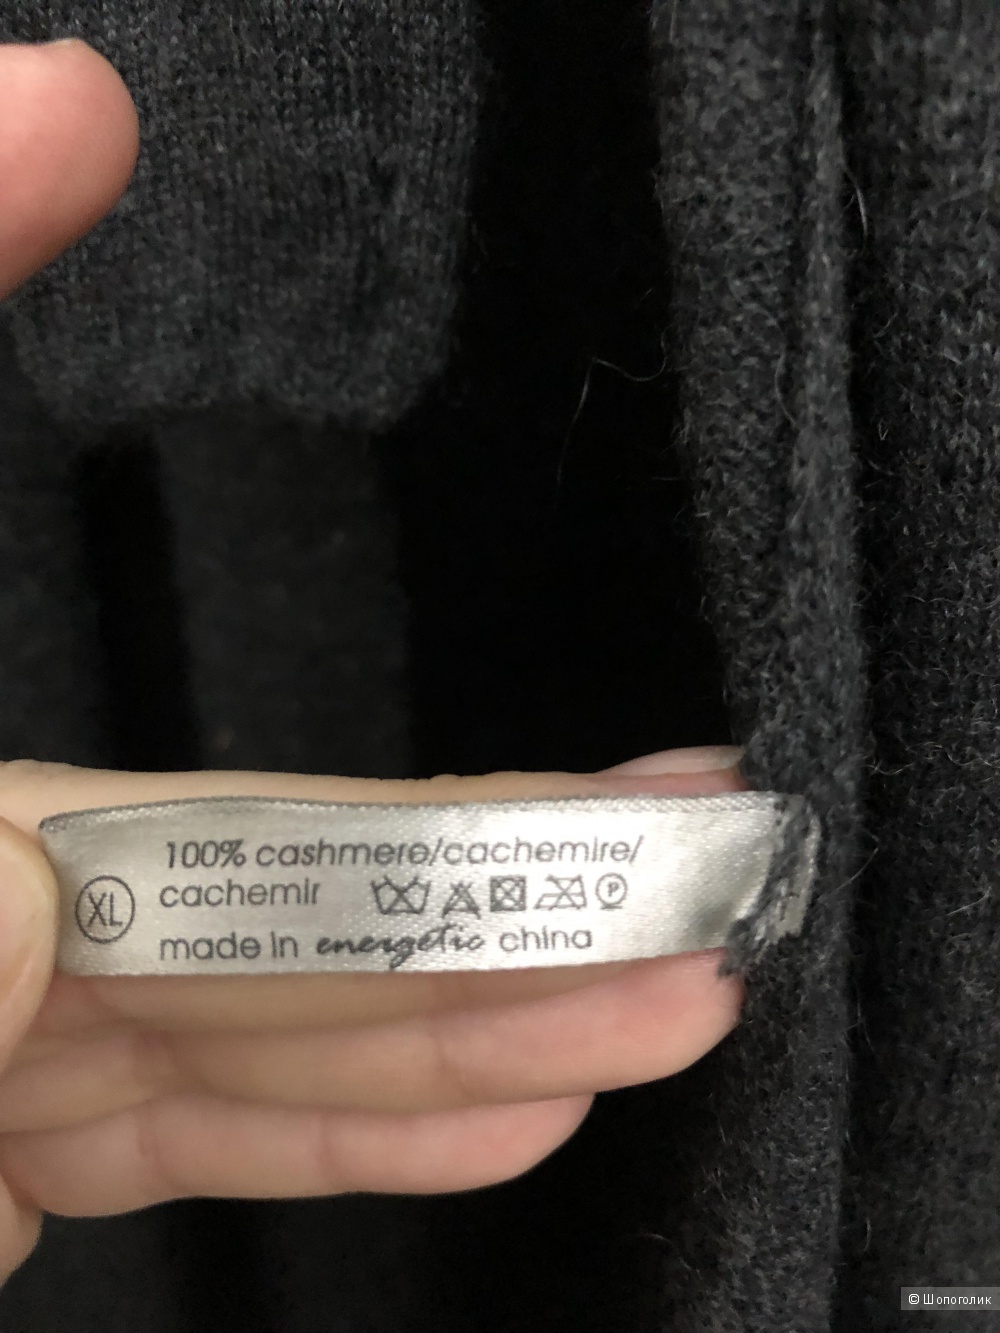 100% cashmere/cachemire/
cachemir
XL
P
made in energetic china
© Шопоголик